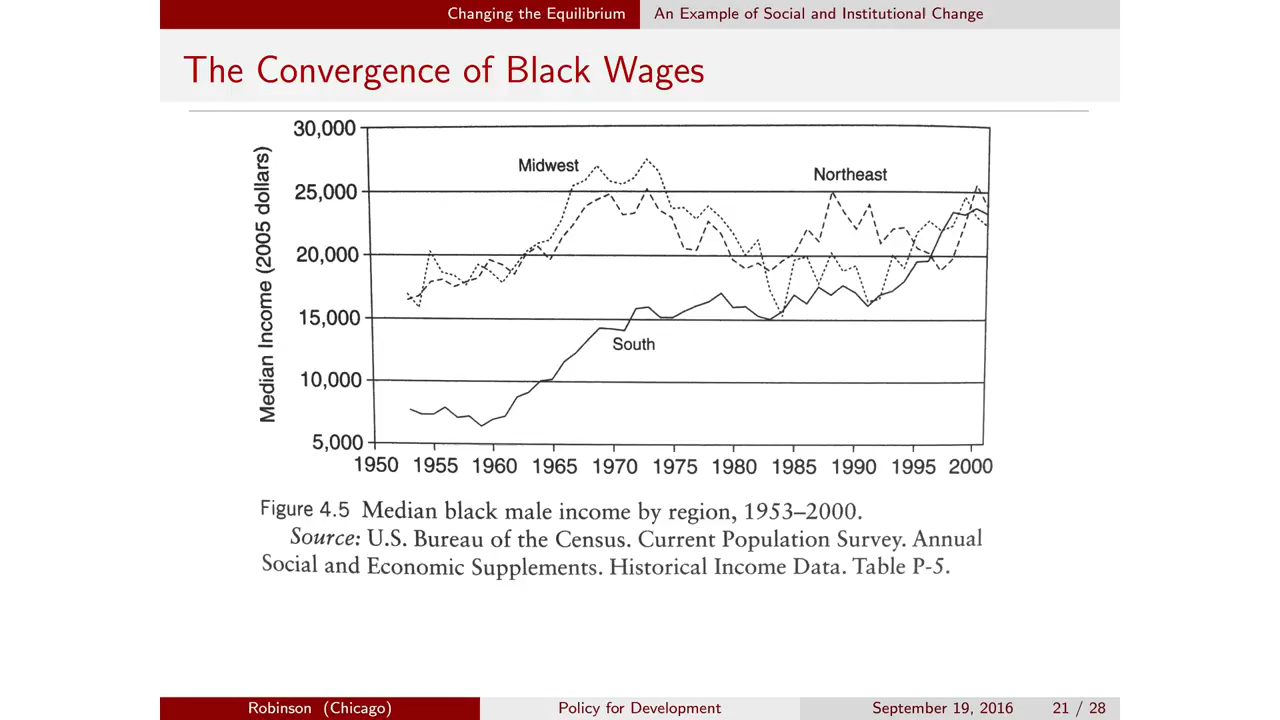 Changing the Equilibrium An Example of Social and Institutional Change
The Convergence of Black Wages
30,000
25,000
20,000
15,000
10,000
5,000
Median Income (2005 dollars)
Midwest
Northeast
South
1950 1955 1960 1965 1970 1975 1980 1985 1990 1995 2000
Figure 4.5 Median black male income by region, 1953–2000.
Source: U.S. Bureau of the Census. Current Population Survey. Annual
Social and Economic Supplements. Historical Income Data. Table P-5.
Robinson (Chicago) Policy for Development September 19, 2016 21 / 28